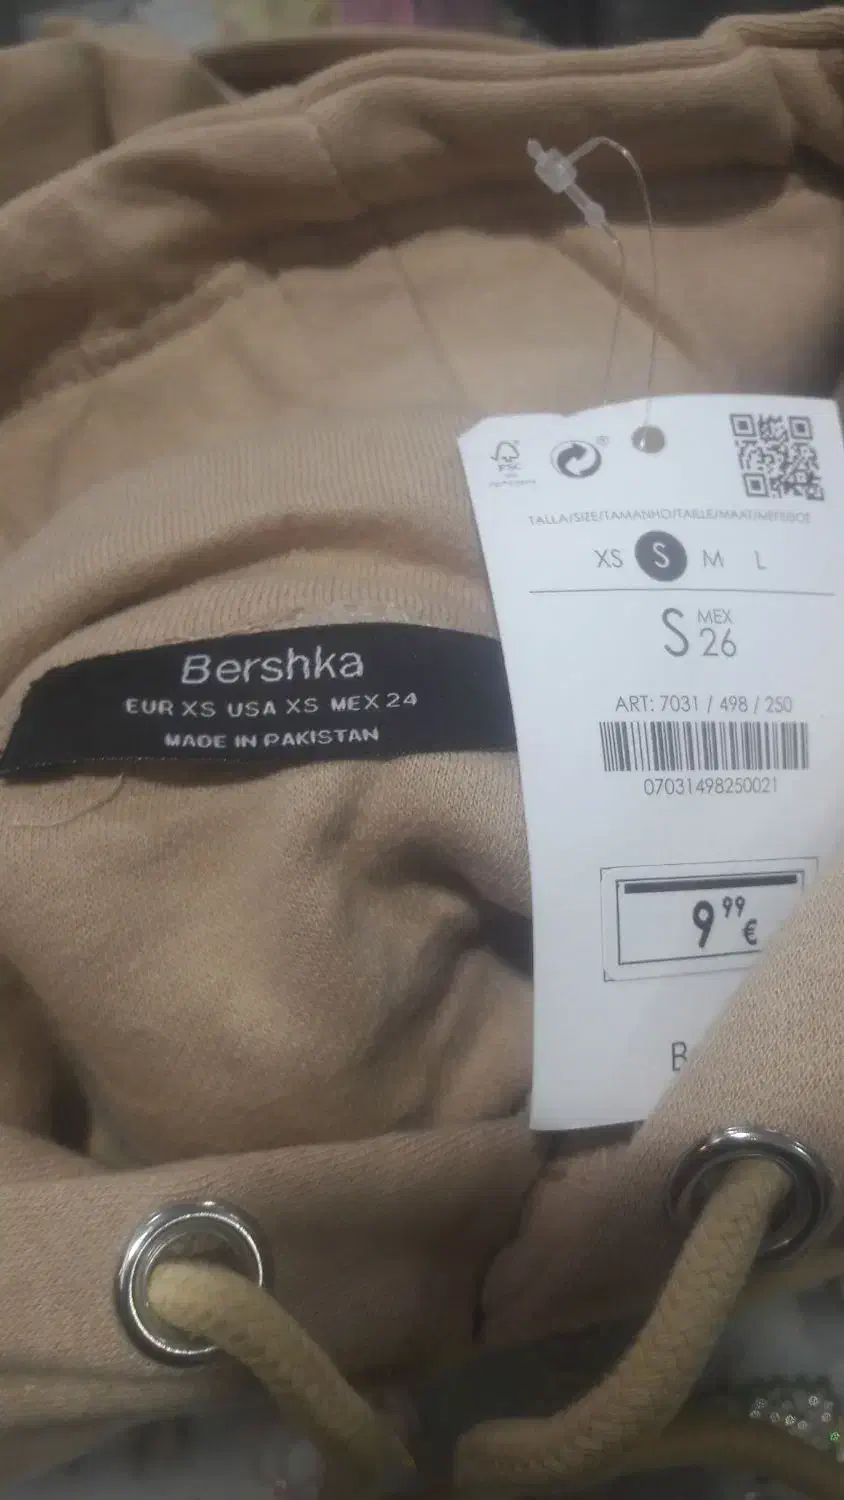 Bershka
EUR XS USA XS MEX 24
MADE IN PAKISTAN
FSC
TALLA/SIZE/TAMANHO/TAILLE/MAAT/
XS S M L
S MEX 26
ART: 7031 / 498 / 250
07031498250021
9 99 €
B